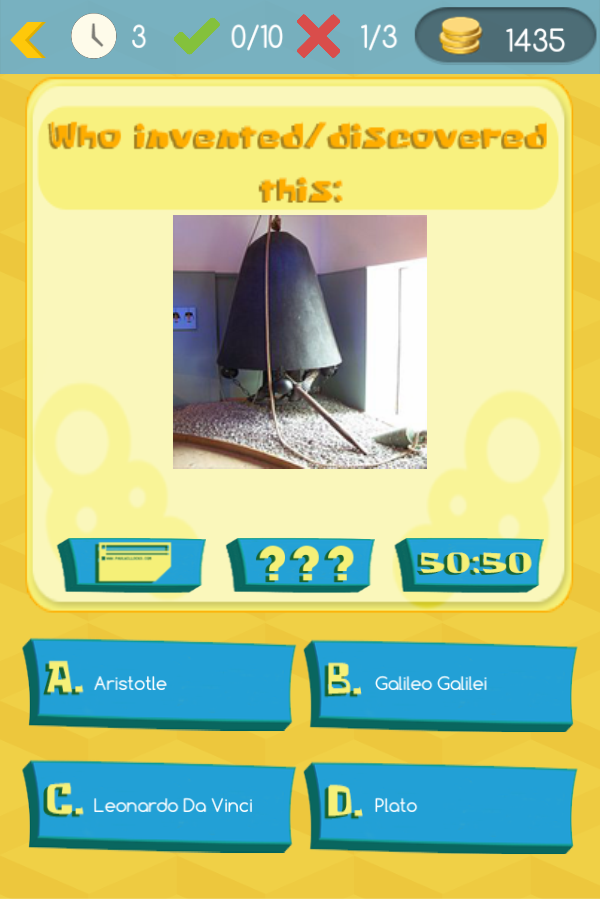 3 0/10 1/3 1435
Who invented/discovered
this:
??? 50:50
A. Aristotle B. Galileo Galilei
C. Leonardo Da Vinci D. Plato